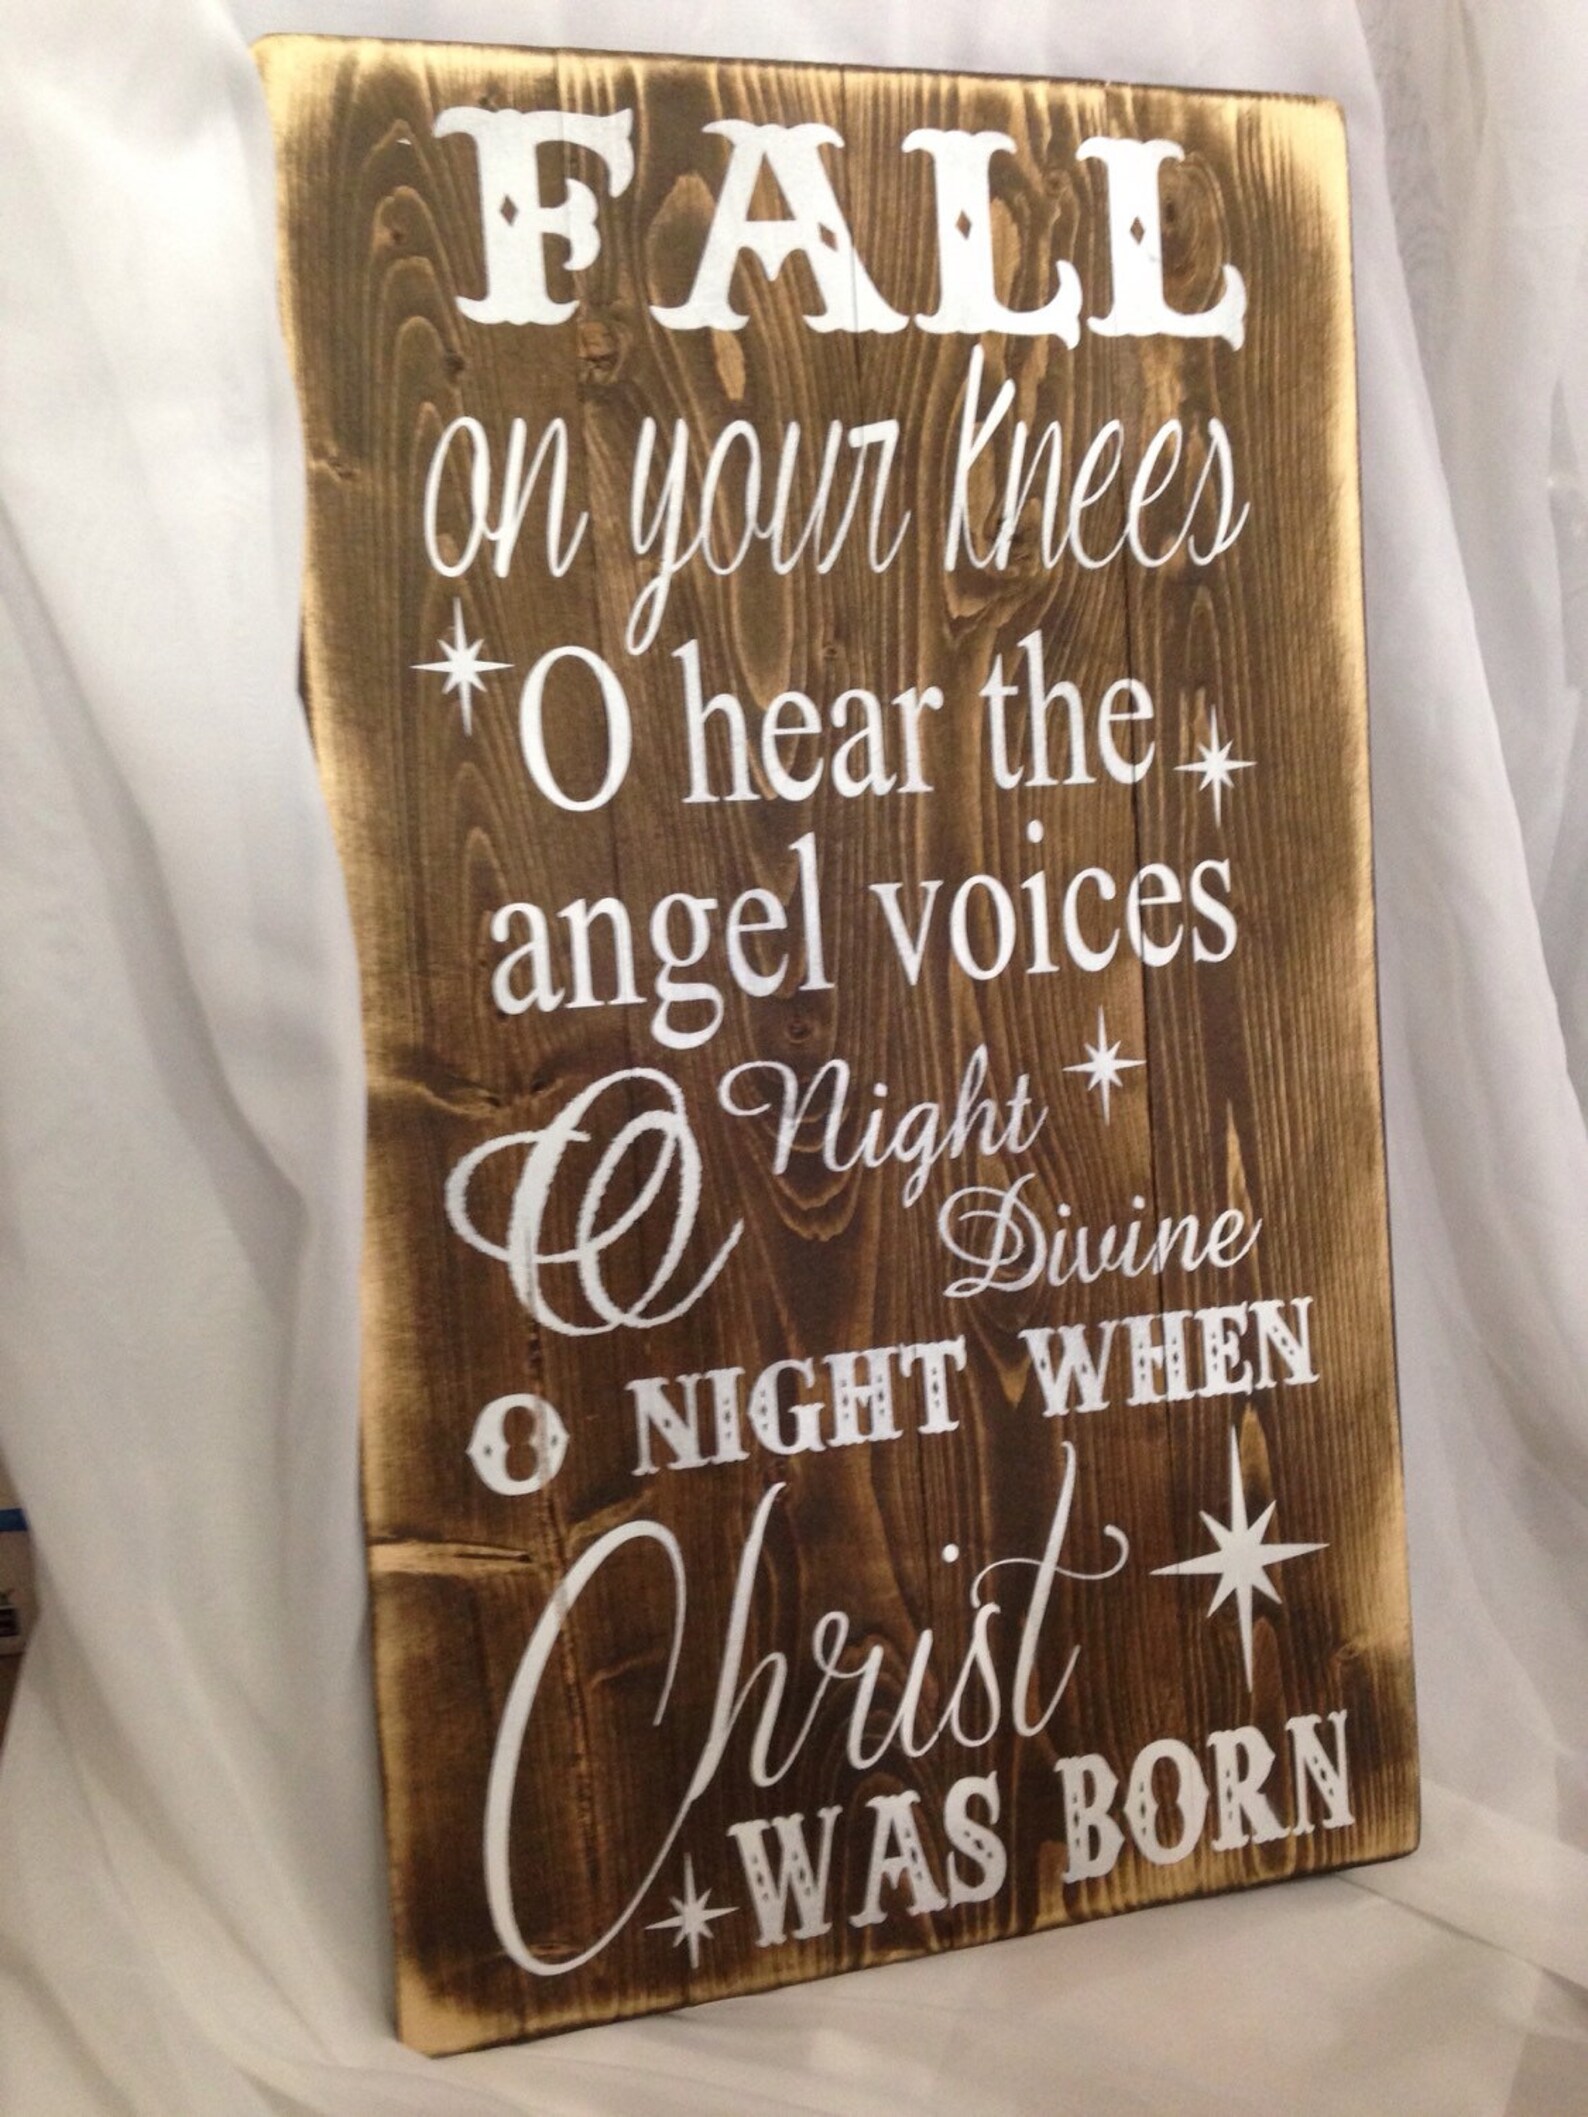 FALL
on your knees
O hear the
angel voices
O Night
Divine
O NIGHT WHEN
Christ
WAS BORN